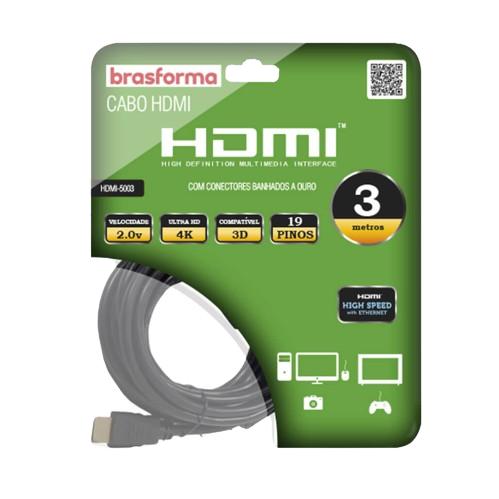 brasforma
CABO HDMI
HDMI™
HIGH DEFINITION MULTIMEDIA INTERFACE
HDMI-5003
COM CONECTORES BANHADOS A OURO
VELOCIDADE
2.0v
ULTRA HD
4K
COMPATÍVEL
3D
19
PINOS
3
metros
HDMI
HIGH SPEED
with ETHERNET